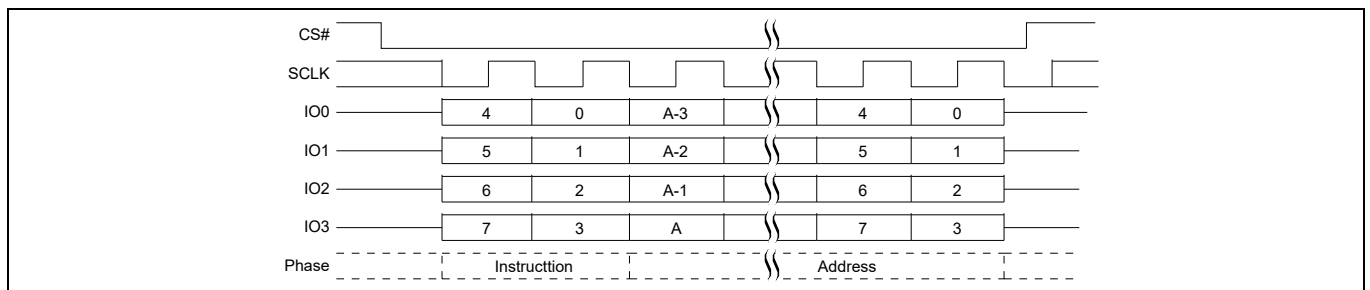 CS#
SCLK
IO0 4 0 A-3 4 0
IO1 5 1 A-2 5 1
IO2 6 2 A-1 6 2
IO3 7 3 A 7 3
Phase Instructtion Address